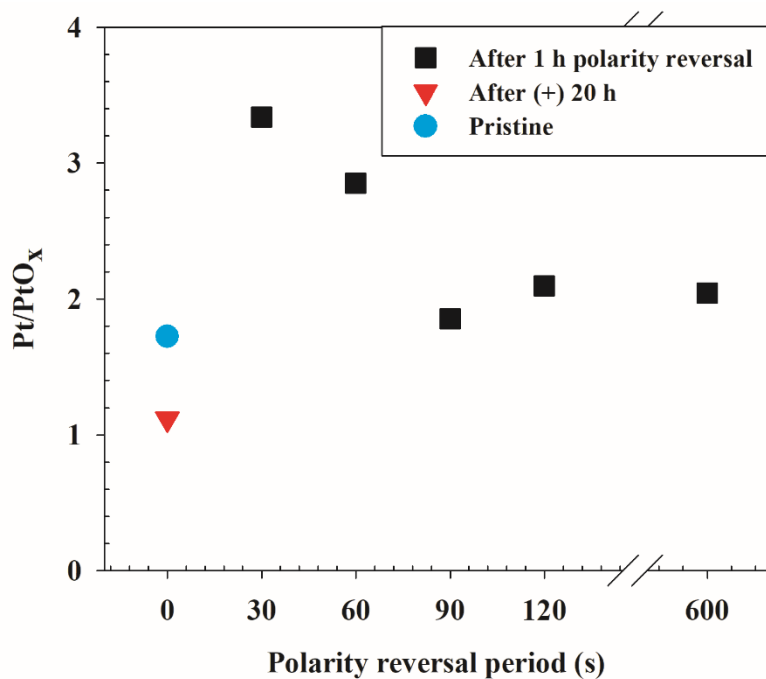 4
After 1 h polarity reversal
After (+) 20 h
Pristine
3
Pt/PtOₓ
2
1
0
0 30 60 90 120 600
Polarity reversal period (s)